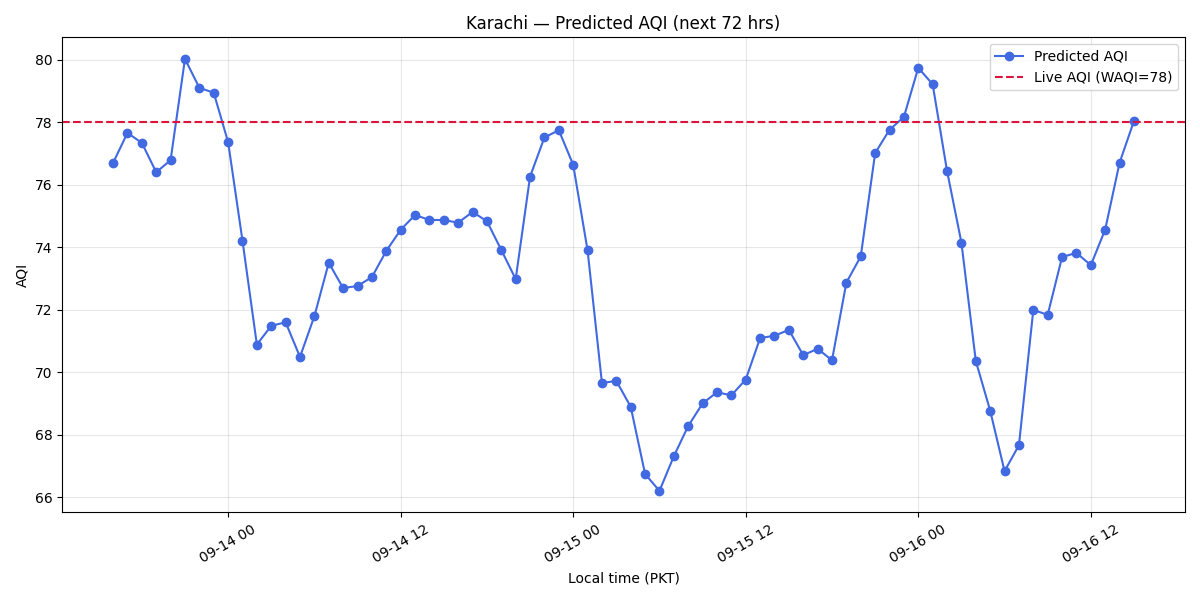 Karachi — Predicted AQI (next 72 hrs)
Predicted AQI
Live AQI (WAQI=78)
AQI
80
78
76
74
72
70
68
66
09-14 00
09-14 12
09-15 00
09-15 12
09-16 00
09-16 12
Local time (PKT)